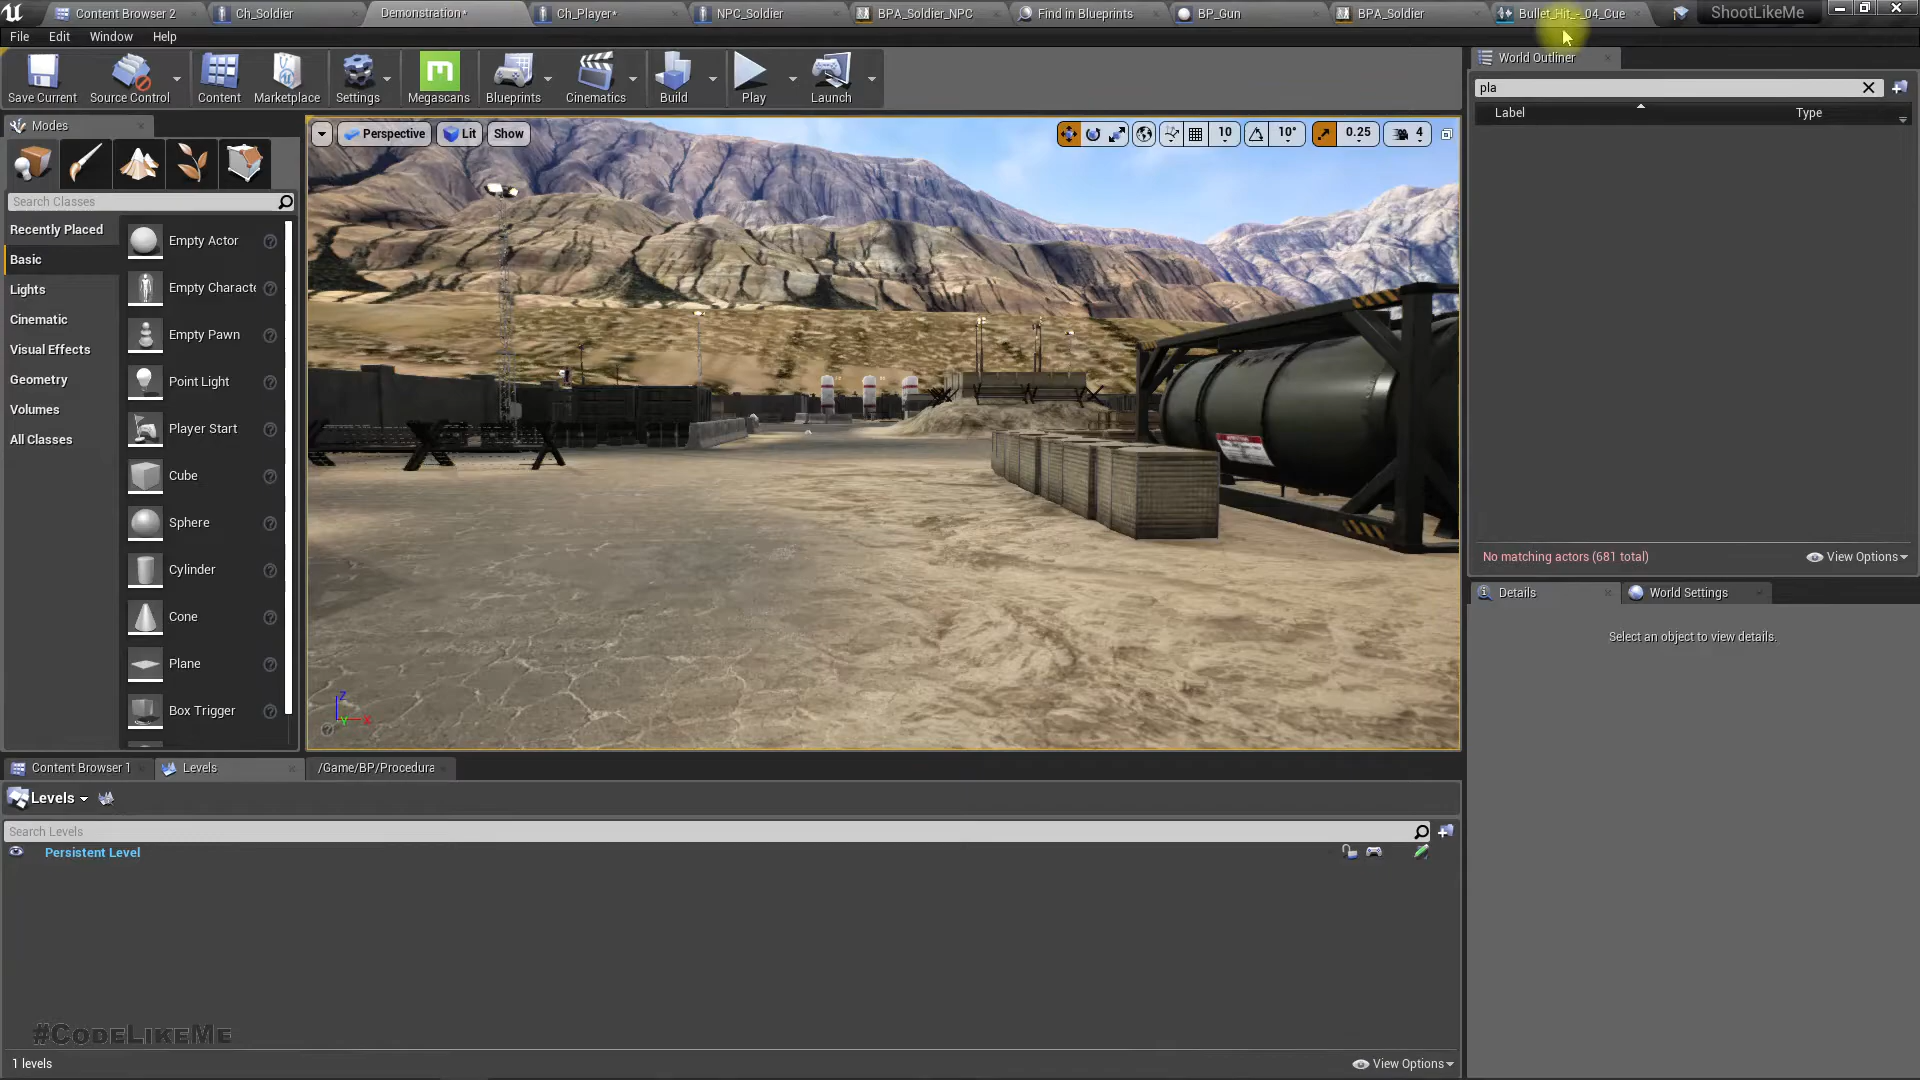 Content Browser 2
Ch_Soldier
Demonstration*
Ch_Player*
NPC_Soldier
BPA_Soldier_NPC
Find in Blueprints
BP_Gun
BPA_Soldier
Bullet_Hit_-_04_Cue
ShootLikeMe
File
Edit
Window
Help
Save Current
Source Control
Content
Marketplace
Settings
Megascans
Blueprints
Cinematics
Build
Play
Launch
World Outliner
pla
Label
Type
Modes
Search Classes
Recently Placed
Basic
Lights
Cinematic
Visual Effects
Geometry
Volumes
All Classes
Empty Actor
Empty Characte
Empty Pawn
Point Light
Player Start
Cube
Sphere
Cylinder
Cone
Plane
Box Trigger
Perspective
Lit
Show
10
10°
0.25
4
Z
Y
X
No matching actors (681 total)
View Options
Details
World Settings
Select an object to view details.
Content Browser 1
Levels
/Game/BP/Procedura
Levels
Search Levels
Persistent Level
#CodeLikeMe
1 levels
View Options